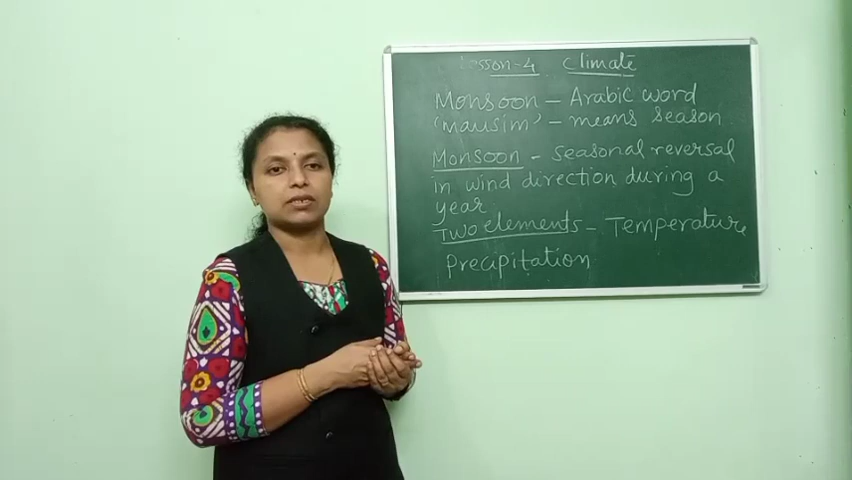 Lesson-4 Climate
Monsoon - Arabic word
'mausim' - means season
Monsoon - seasonal reversal
in wind direction during a
year.
Two elements - Temperature
Precipitation